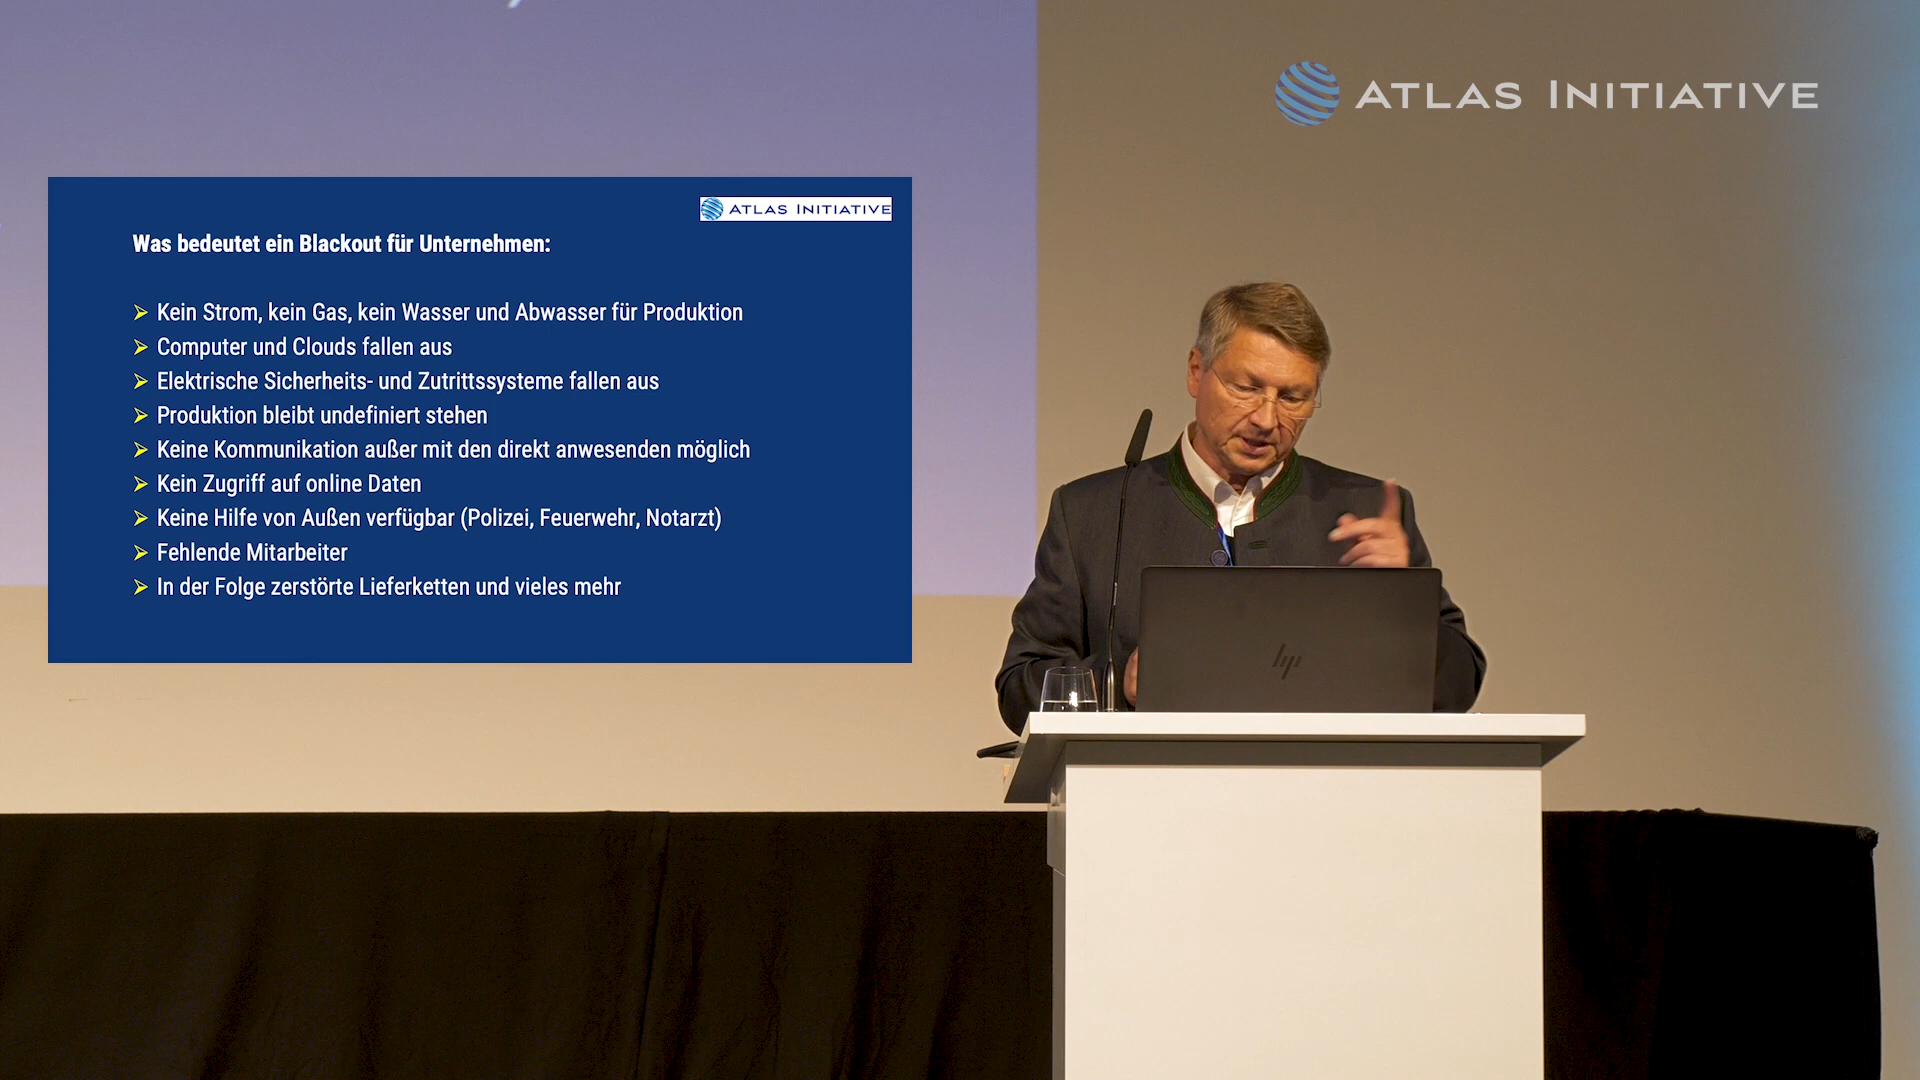 ATLAS INITIATIVE
ATLAS INITIATIVE
Was bedeutet ein Blackout für Unternehmen:
Kein Strom, kein Gas, kein Wasser und Abwasser für Produktion
Computer und Clouds fallen aus
Elektrische Sicherheits- und Zutrittssysteme fallen aus
Produktion bleibt undefiniert stehen
Keine Kommunikation außer mit den direkt anwesenden möglich
Kein Zugriff auf online Daten
Keine Hilfe von Außen verfügbar (Polizei, Feuerwehr, Notarzt)
Fehlende Mitarbeiter
In der Folge zerstörte Lieferketten und vieles mehr
hp